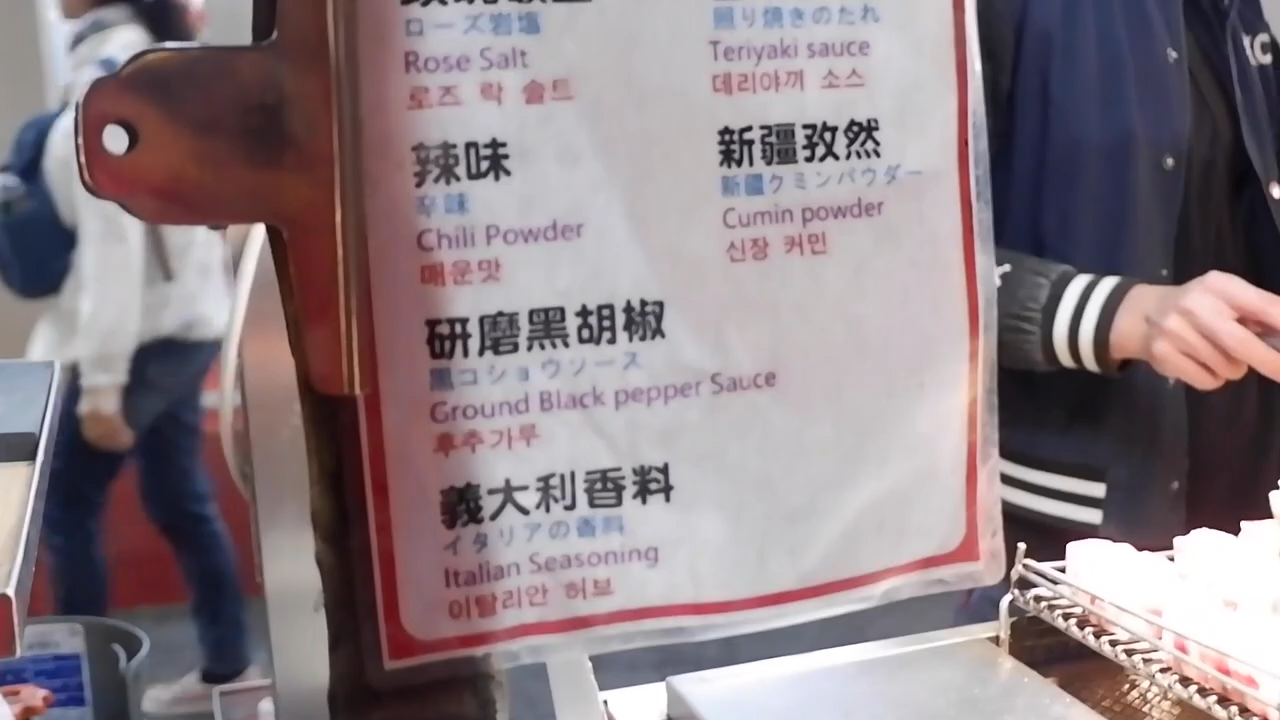 ローズ岩塩
Rose Salt
로즈 락 솔트
照り焼きのたれ
Teriyaki sauce
데리야끼 소스
辣味
辛味
Chili Powder
매운맛
新疆孜然
新疆クミンパウダー
Cumin powder
신장 커민
研磨黑胡椒
黒コショウソース
Ground Black pepper Sauce
후추가루
義大利香料
イタリアの香料
Italian Seasoning
이탈리안 허브